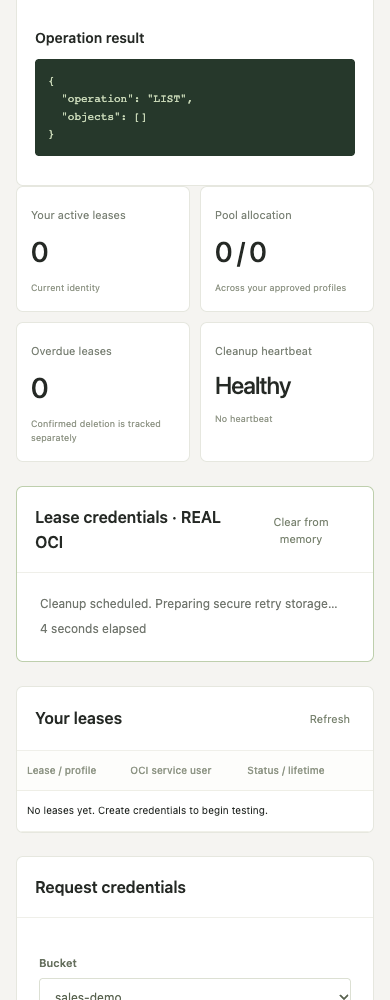 Operation result
{
"operation": "LIST",
"objects": []
}
Your active leases
0
Current identity
Pool allocation
0/0
Across your approved profiles
Overdue leases
0
Confirmed deletion is tracked
separately
Cleanup heartbeat
Healthy
No heartbeat
Lease credentials · REAL
OCI
Clear from
memory
Cleanup scheduled. Preparing secure retry storage…
4 seconds elapsed
Your leases
Refresh
Lease / profile OCI service user Status / lifetime
No leases yet. Create credentials to begin testing.
Request credentials
Bucket
sales-demo